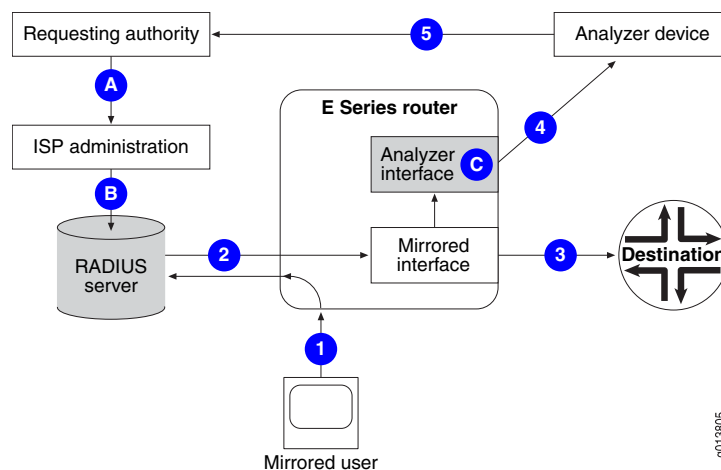 Requesting authority
5
Analyzer device
A
E Series router
4
ISP administration
Analyzer
interface
C
B
RADIUS
server
2
Mirrored
interface
3
Destination
1
Mirrored user
g013805